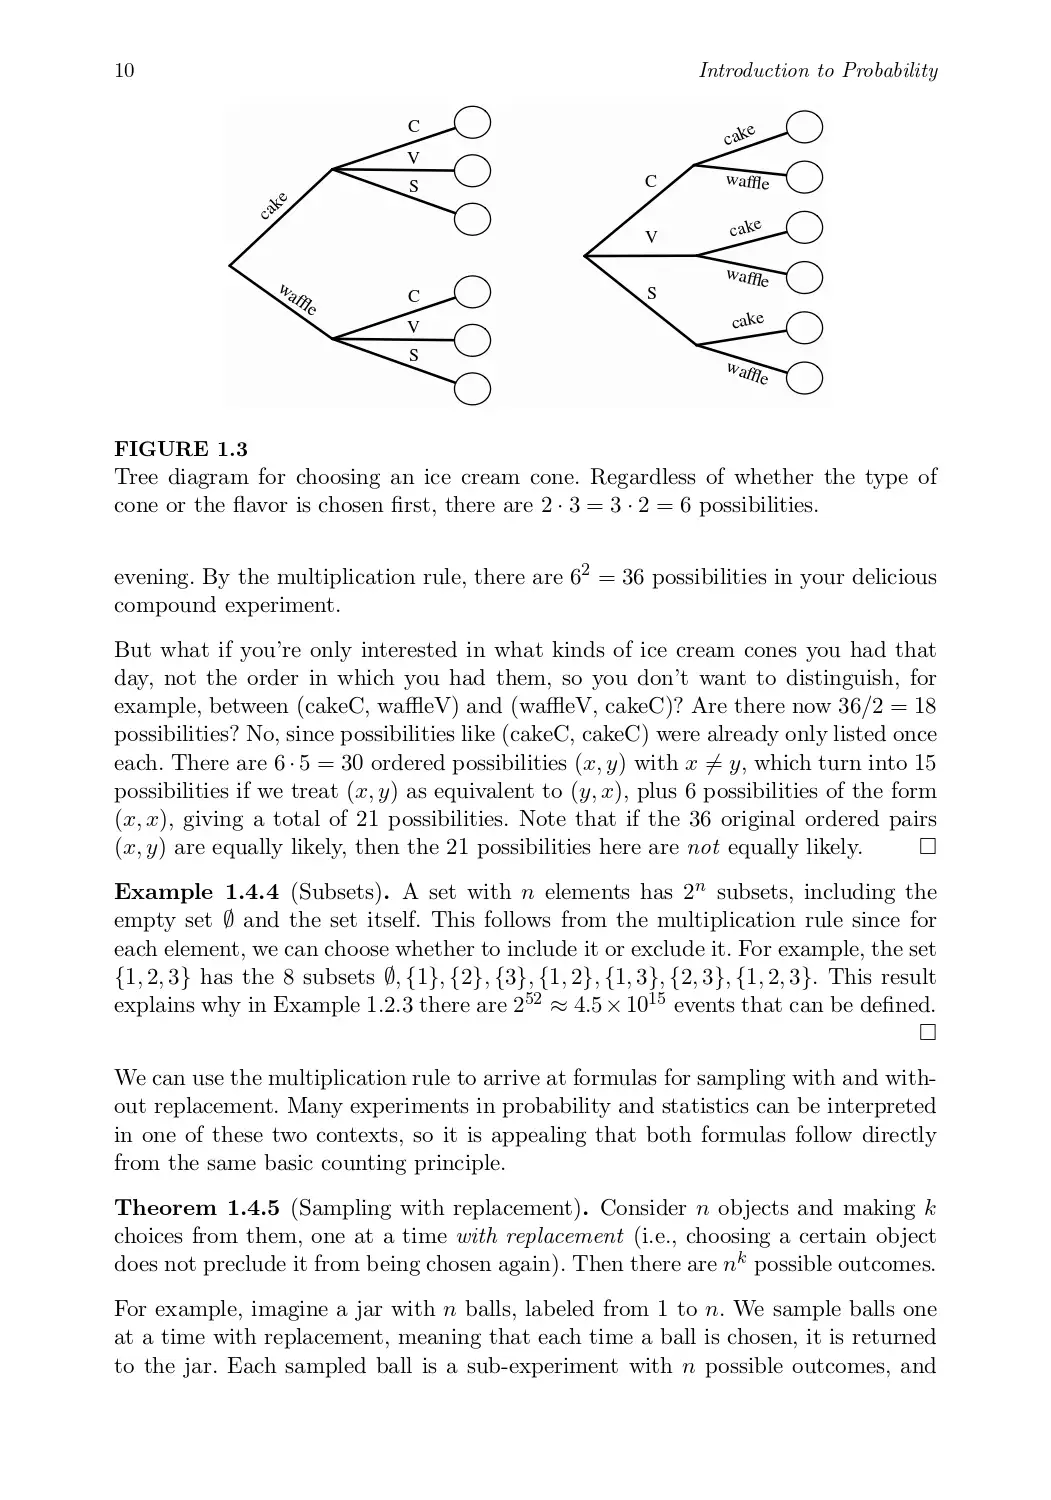 10 Introduction to Probability
C
V
S
cake
waffle
C
V
S
C
V
S
cake
waffle
cake
waffle
cake
waffle
FIGURE 1.3
Tree diagram for choosing an ice cream cone. Regardless of whether the type of
cone or the flavor is chosen first, there are 2 · 3 = 3 · 2 = 6 possibilities.
evening. By the multiplication rule, there are 6² = 36 possibilities in your delicious
compound experiment.
But what if you're only interested in what kinds of ice cream cones you had that
day, not the order in which you had them, so you don't want to distinguish, for
example, between (cakeC, waffleV) and (waffleV, cakeC)? Are there now 36/2 = 18
possibilities? No, since possibilities like (cakeC, cakeC) were already only listed once
each. There are 6 · 5 = 30 ordered possibilities (x, y) with x ≠ y, which turn into 15
possibilities if we treat (x, y) as equivalent to (y, x), plus 6 possibilities of the form
(x, x), giving a total of 21 possibilities. Note that if the 36 original ordered pairs
(x, y) are equally likely, then the 21 possibilities here are not equally likely. □
Example 1.4.4 (Subsets). A set with n elements has 2ⁿ subsets, including the
empty set ∅ and the set itself. This follows from the multiplication rule since for
each element, we can choose whether to include it or exclude it. For example, the set
{1, 2, 3} has the 8 subsets ∅, {1}, {2}, {3}, {1, 2}, {1, 3}, {2, 3}, {1, 2, 3}. This result
explains why in Example 1.2.3 there are 2⁵² ≈ 4.5 × 10¹⁵ events that can be defined.
□
We can use the multiplication rule to arrive at formulas for sampling with and with-
out replacement. Many experiments in probability and statistics can be interpreted
in one of these two contexts, so it is appealing that both formulas follow directly
from the same basic counting principle.
Theorem 1.4.5 (Sampling with replacement). Consider n objects and making k
choices from them, one at a time with replacement (i.e., choosing a certain object
does not preclude it from being chosen again). Then there are nᵏ possible outcomes.
For example, imagine a jar with n balls, labeled from 1 to n. We sample balls one
at a time with replacement, meaning that each time a ball is chosen, it is returned
to the jar. Each sampled ball is a sub-experiment with n possible outcomes, and